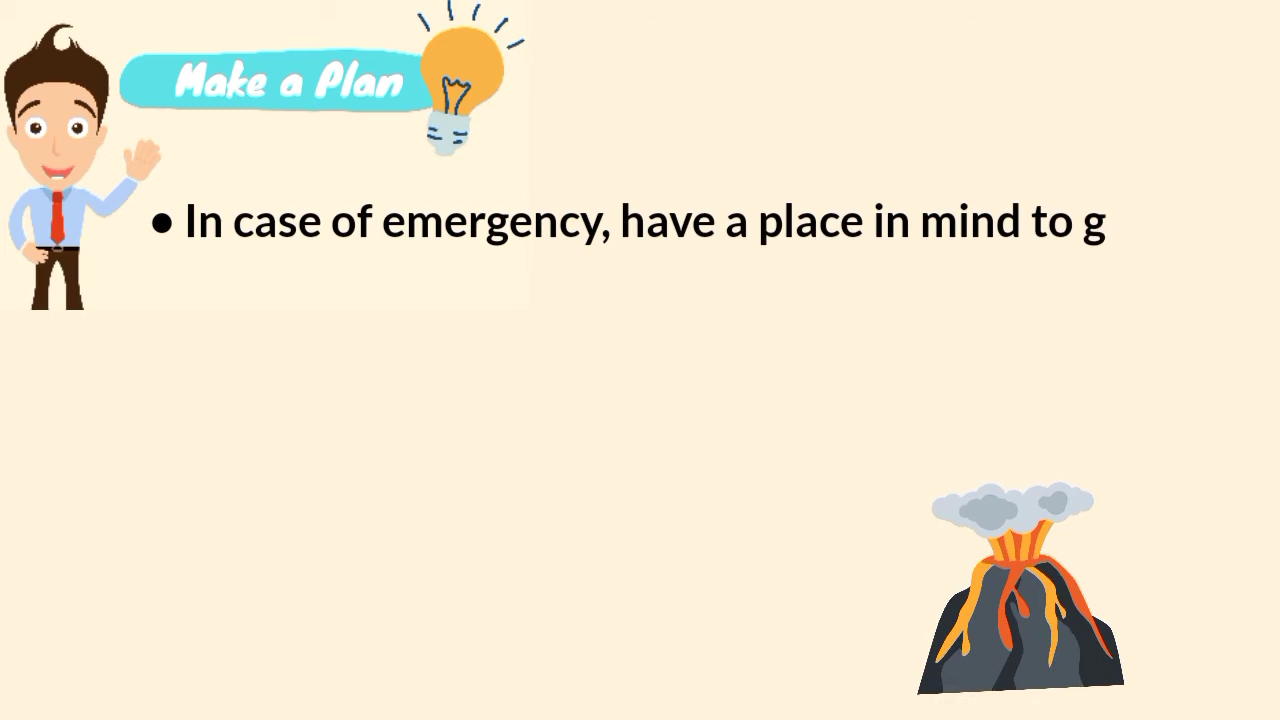 Make a Plan
• In case of emergency, have a place in mind to g